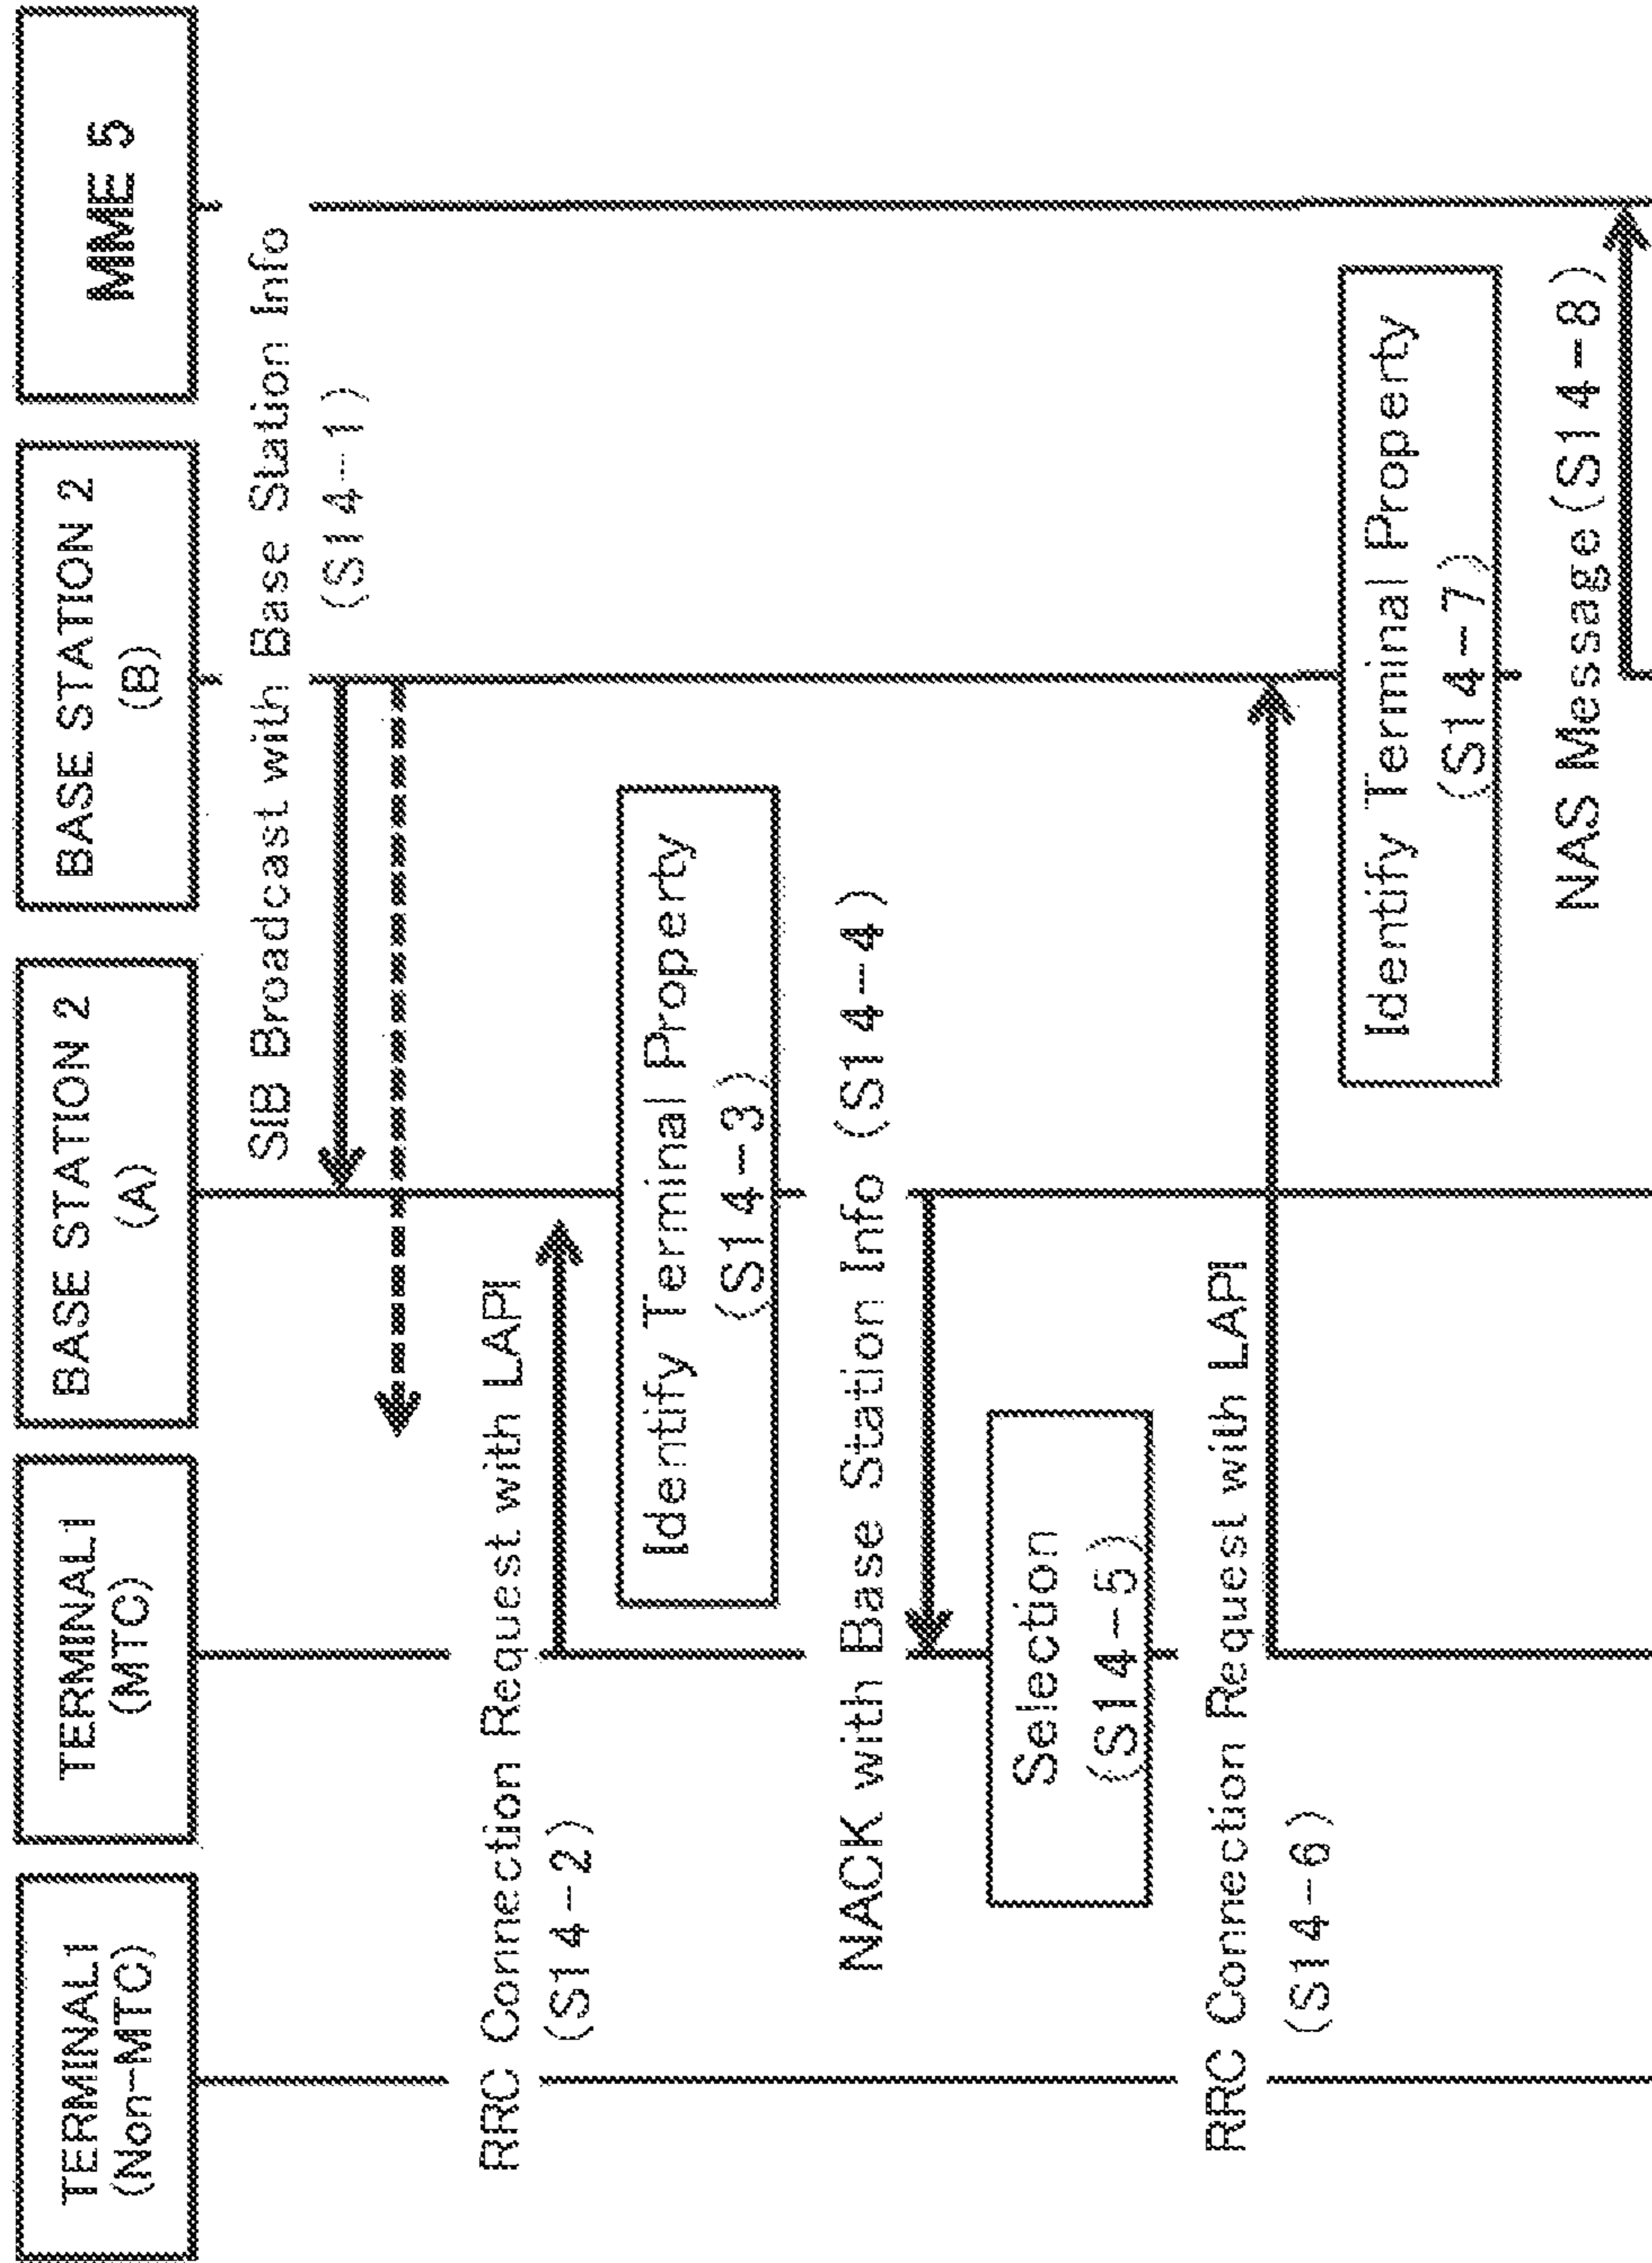 TERMINAL1
(Non-MTC)
TERMINAL1
(MTC)
BASE STATION 2
(A)
BASE STATION 2
(B)
MME 5
SIB Broadcast with Base Station Info
(S14-1)
RRC Connection Request with LAPI
(S14-2)
Identify Terminal Property
(S14-3)
NACK with Base Station Info (S14-4)
Selection
(S14-5)
RRC Connection Request with LAPI
(S14-6)
Identify Terminal Property
(S14-7)
NAS Message(S14-8)